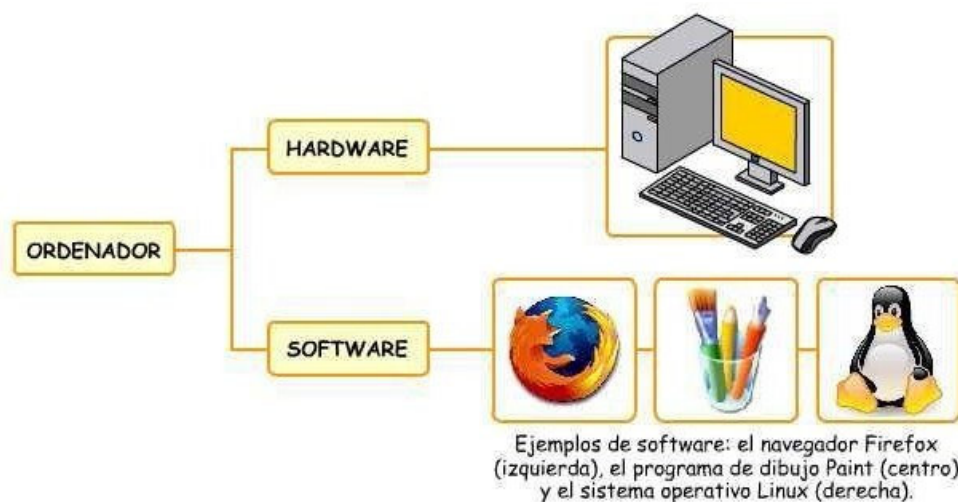 HARDWARE
ORDENADOR
SOFTWARE
Ejemplos de software: el navegador Firefox
(izquierda), el programa de dibujo Paint (centro)
y el sistema operativo Linux (derecha).